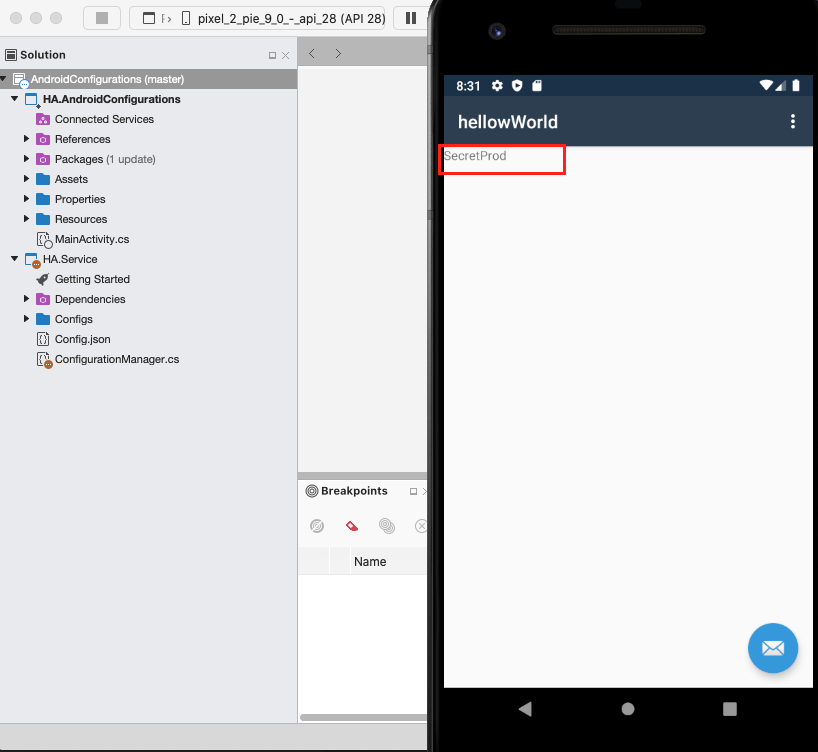 pixel_2_pie_9_0_-_api_28 (API 28)
Solution
AndroidConfigurations (master)
HA.AndroidConfigurations
Connected Services
References
Packages (1 update)
Assets
Properties
Resources
MainActivity.cs
HA.Service
Getting Started
Dependencies
Configs
Config.json
ConfigurationManager.cs
Breakpoints
Name
8:31
hellowWorld
SecretProd